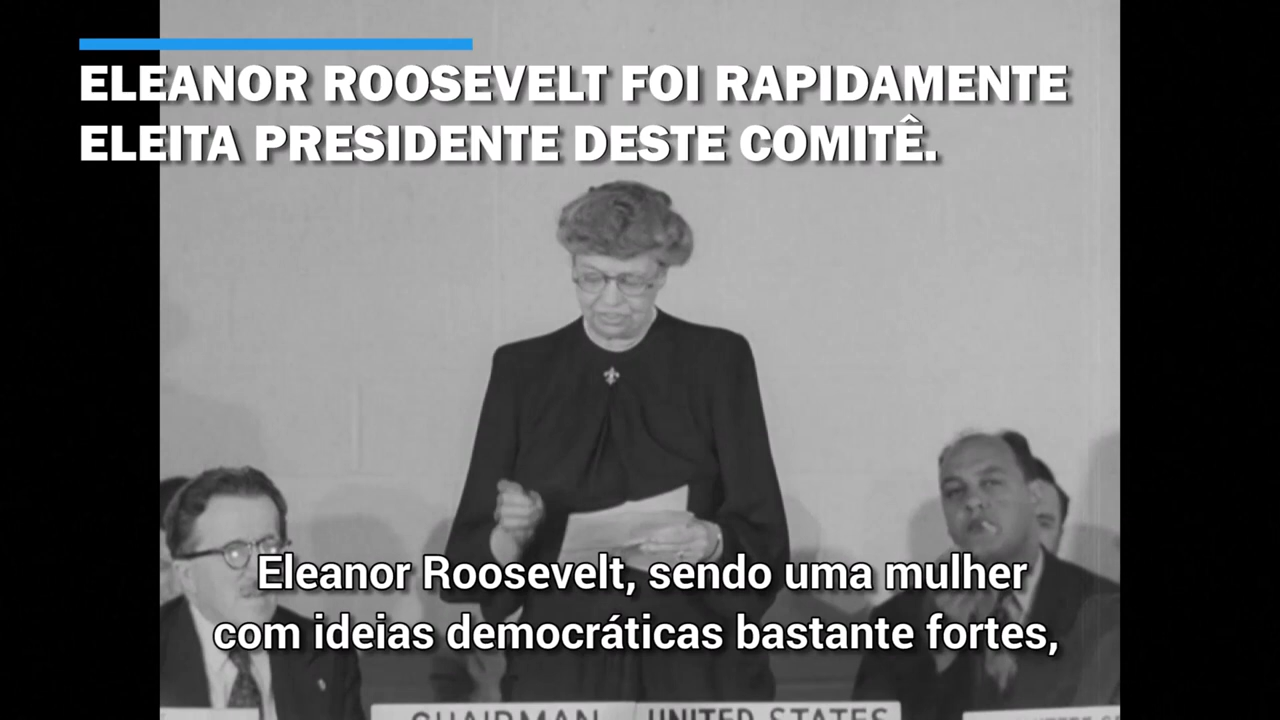 ELEANOR ROOSEVELT FOI RAPIDAMENTE
ELEITA PRESIDENTE DESTE COMITÊ.
Eleanor Roosevelt, sendo uma mulher
com ideias democráticas bastante fortes,
CHAIRMAN UNITED STATES